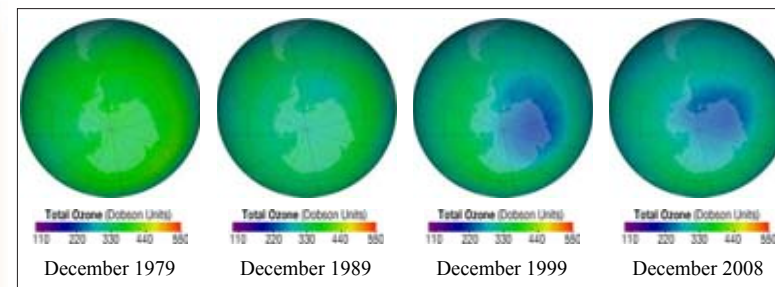 Total Ozone (Dobson Units)
110 220 330 440 550
December 1979
Total Ozone (Dobson Units)
110 220 330 440 550
December 1989
Total Ozone (Dobson Units)
110 220 330 440 550
December 1999
Total Ozone (Dobson Units)
110 220 330 440 550
December 2008